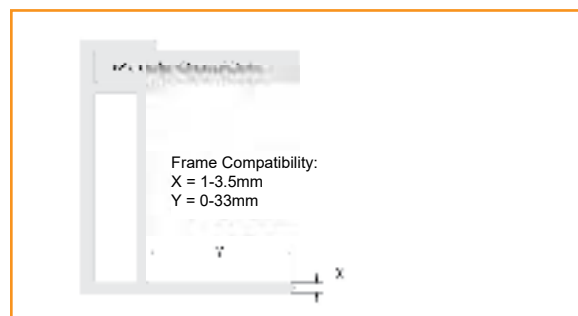 Frame Compatibility:
X = 1-3.5mm
Y = 0-33mm
Y
X